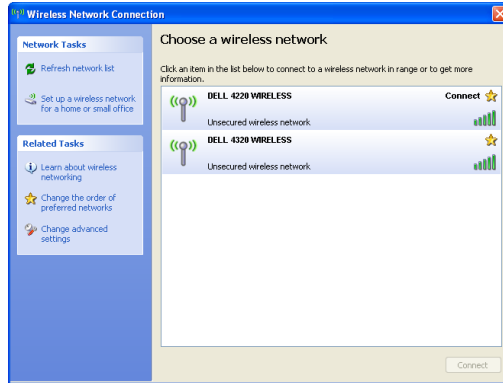 Wireless Network Connection
Network Tasks
Refresh network list
Set up a wireless network
for a home or small office
Related Tasks
Learn about wireless
networking
Change the order of
preferred networks
Change advanced
settings
Choose a wireless network
Click an item in the list below to connect to a wireless network in range or to get more
information.
DELL 4220 WIRELESS
Connect
Unsecured wireless network
DELL 4320 WIRELESS
Unsecured wireless network
Connect